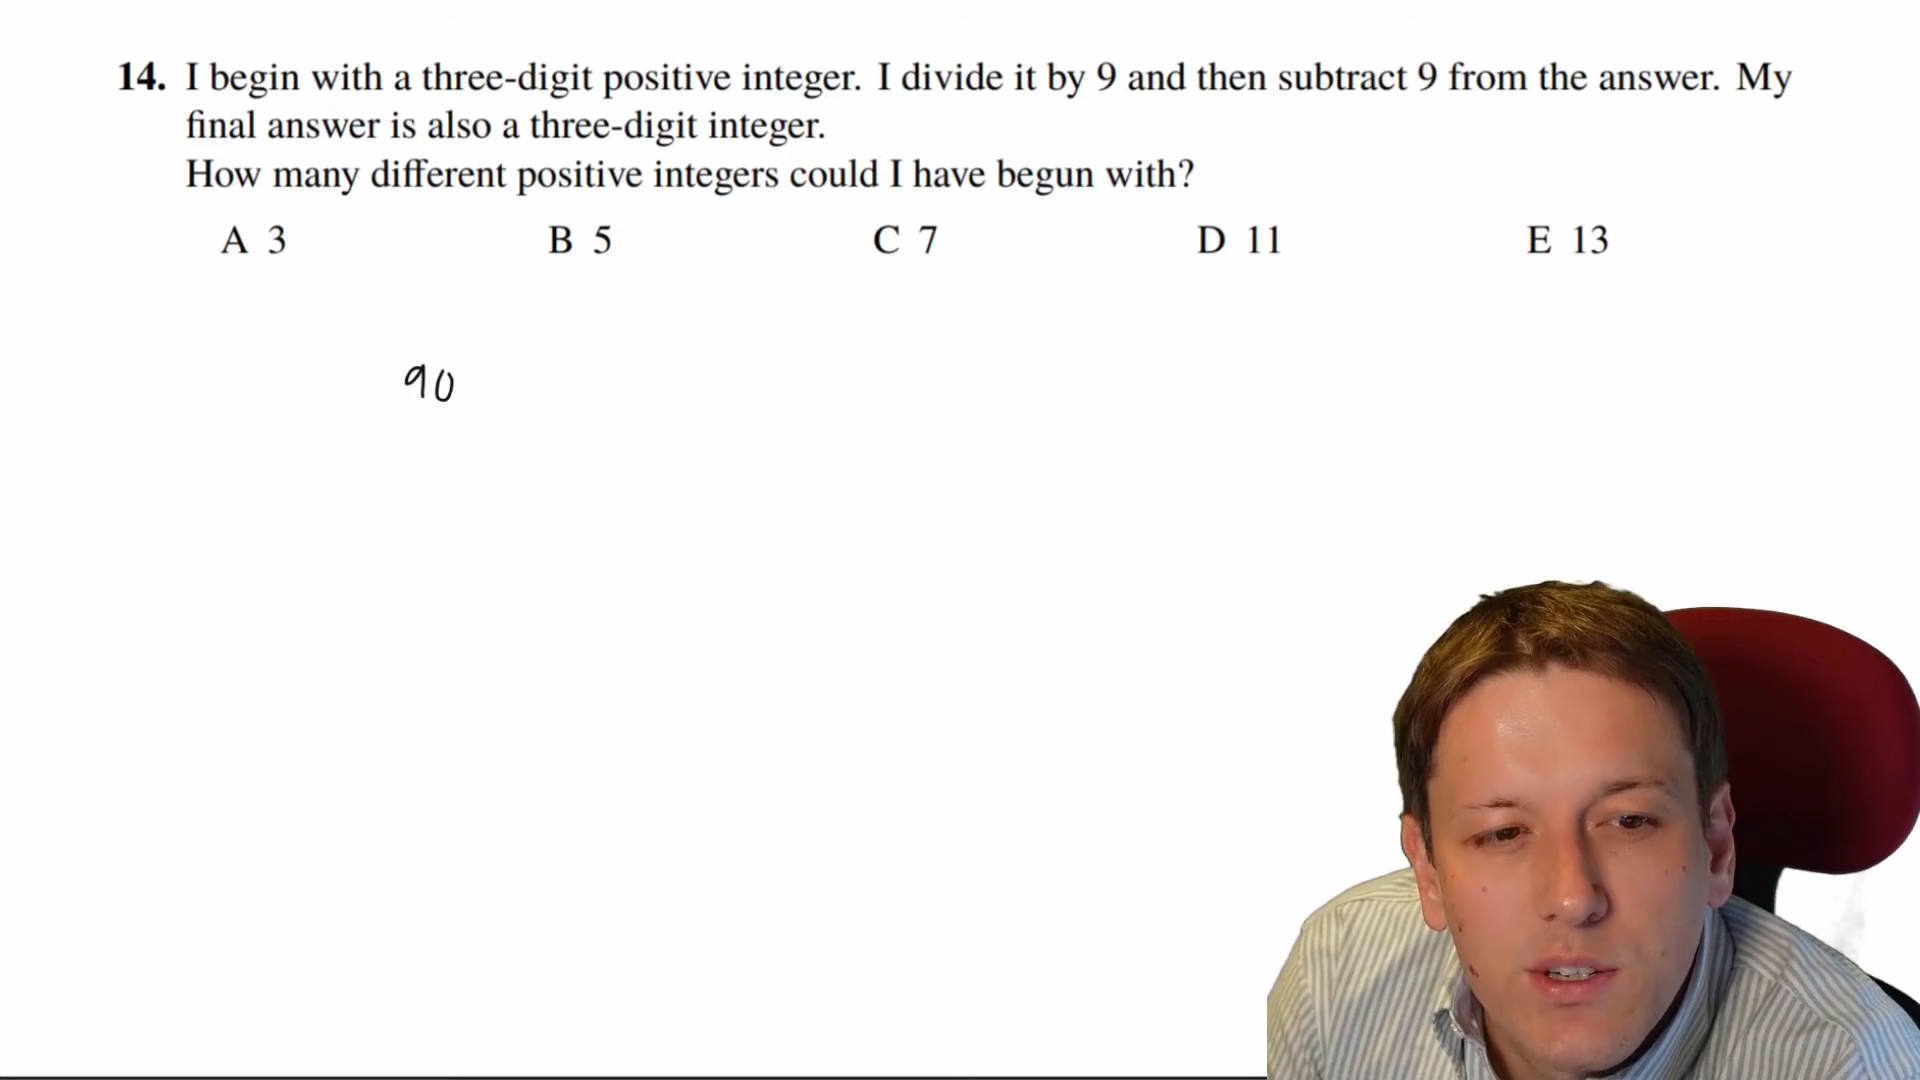 14. I begin with a three-digit positive integer. I divide it by 9 and then subtract 9 from the answer. My
final answer is also a three-digit integer.
How many different positive integers could I have begun with?
A 3 B 5 C 7 D 11 E 13
90